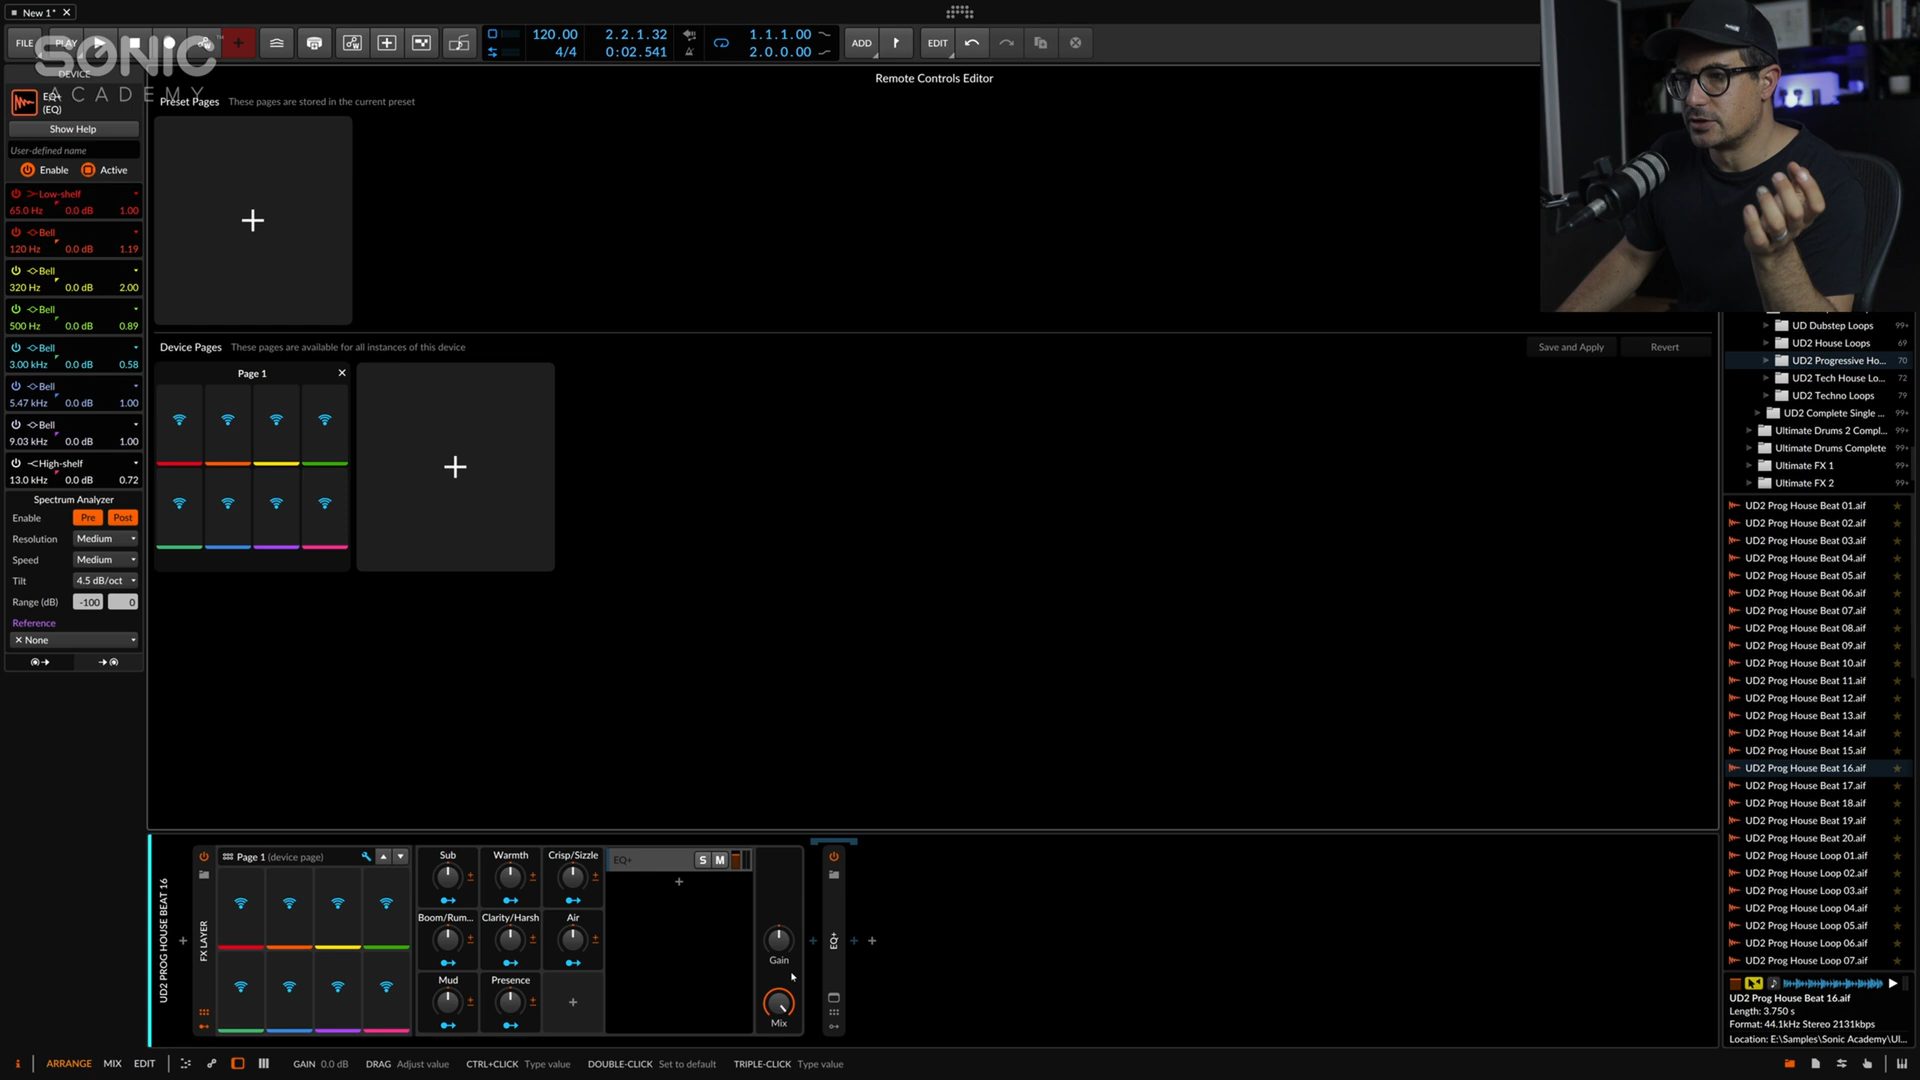 New 1*
FILE
PLAY
120.00
4/4
2.2.1.32
0:02.541
1.1.1.00
2.0.0.00
ADD
EDIT
SONIC
ACADEMY
DEVICE
EQ+
(EQ)
Show Help
User-defined name
Enable
Active
Low-shelf
65.0 Hz 0.0 dB 1.00
Bell
120 Hz 0.0 dB 1.19
Bell
320 Hz 0.0 dB 2.00
Bell
500 Hz 0.0 dB 0.89
Bell
3.00 kHz 0.0 dB 0.58
Bell
5.47 kHz 0.0 dB 1.00
Bell
9.03 kHz 0.0 dB 1.00
High-shelf
13.0 kHz 0.0 dB 0.72
Spectrum Analyzer
Enable Pre Post
Resolution Medium
Speed Medium
Tilt 4.5 dB/oct
Range (dB) -100 0
Reference
None
Remote Controls Editor
Preset Pages These pages are stored in the current preset
Device Pages These pages are available for all instances of this device
Save and Apply
Revert
Page 1
UD Dubstep Loops 99+
UD2 House Loops 69
UD2 Progressive Ho... 70
UD2 Tech House Lo... 72
UD2 Techno Loops 79
UD2 Complete Single ... 99+
Ultimate Drums 2 Compl... 99+
Ultimate Drums Complete 99+
Ultimate FX 1 99+
Ultimate FX 2 99+
UD2 Prog House Beat 01.aif
UD2 Prog House Beat 02.aif
UD2 Prog House Beat 03.aif
UD2 Prog House Beat 04.aif
UD2 Prog House Beat 05.aif
UD2 Prog House Beat 06.aif
UD2 Prog House Beat 07.aif
UD2 Prog House Beat 08.aif
UD2 Prog House Beat 09.aif
UD2 Prog House Beat 10.aif
UD2 Prog House Beat 11.aif
UD2 Prog House Beat 12.aif
UD2 Prog House Beat 13.aif
UD2 Prog House Beat 14.aif
UD2 Prog House Beat 15.aif
UD2 Prog House Beat 16.aif
UD2 Prog House Beat 17.aif
UD2 Prog House Beat 18.aif
UD2 Prog House Beat 19.aif
UD2 Prog House Beat 20.aif
UD2 Prog House Loop 01.aif
UD2 Prog House Loop 02.aif
UD2 Prog House Loop 03.aif
UD2 Prog House Loop 04.aif
UD2 Prog House Loop 05.aif
UD2 Prog House Loop 06.aif
UD2 Prog House Loop 07.aif
UD2 Prog House Beat 16.aif
Length: 3.750 s
Format: 44.1kHz Stereo 2131kbps
Location: E:\Samples\Sonic Academy\Ul...
UD2 PROG HOUSE BEAT 16
FX LAYER
Page 1 (device page)
Sub
Warmth
Crisp/Sizzle
Boom/Rum...
Clarity/Harsh
Air
Mud
Presence
EQ+
S M
Gain
Mix
EQ+
i
ARRANGE
MIX
EDIT
GAIN 0.0 dB
DRAG Adjust value
CTRL+CLICK Type value
DOUBLE-CLICK Set to default
TRIPLE-CLICK Type value